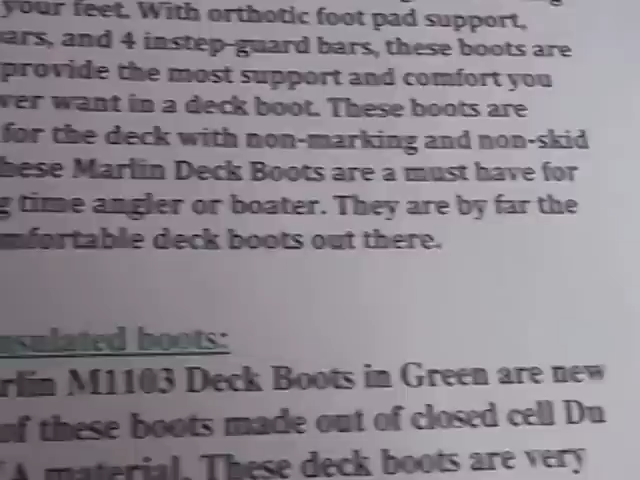 your feet. With orthotic foot pad support,
ars, and 4 instep-guard bars, these boots are
provide the most support and comfort you
ver want in a deck boot. These boots are
for the deck with non-marking and non-skid
hese Marlin Deck Boots are a must have for
g time angler or boater. They are by far the
mfortable deck boots out there.
nsulated boots:
rlin M1103 Deck Boots in Green are new
of these boots made out of closed cell Du
A material. These deck boots are very